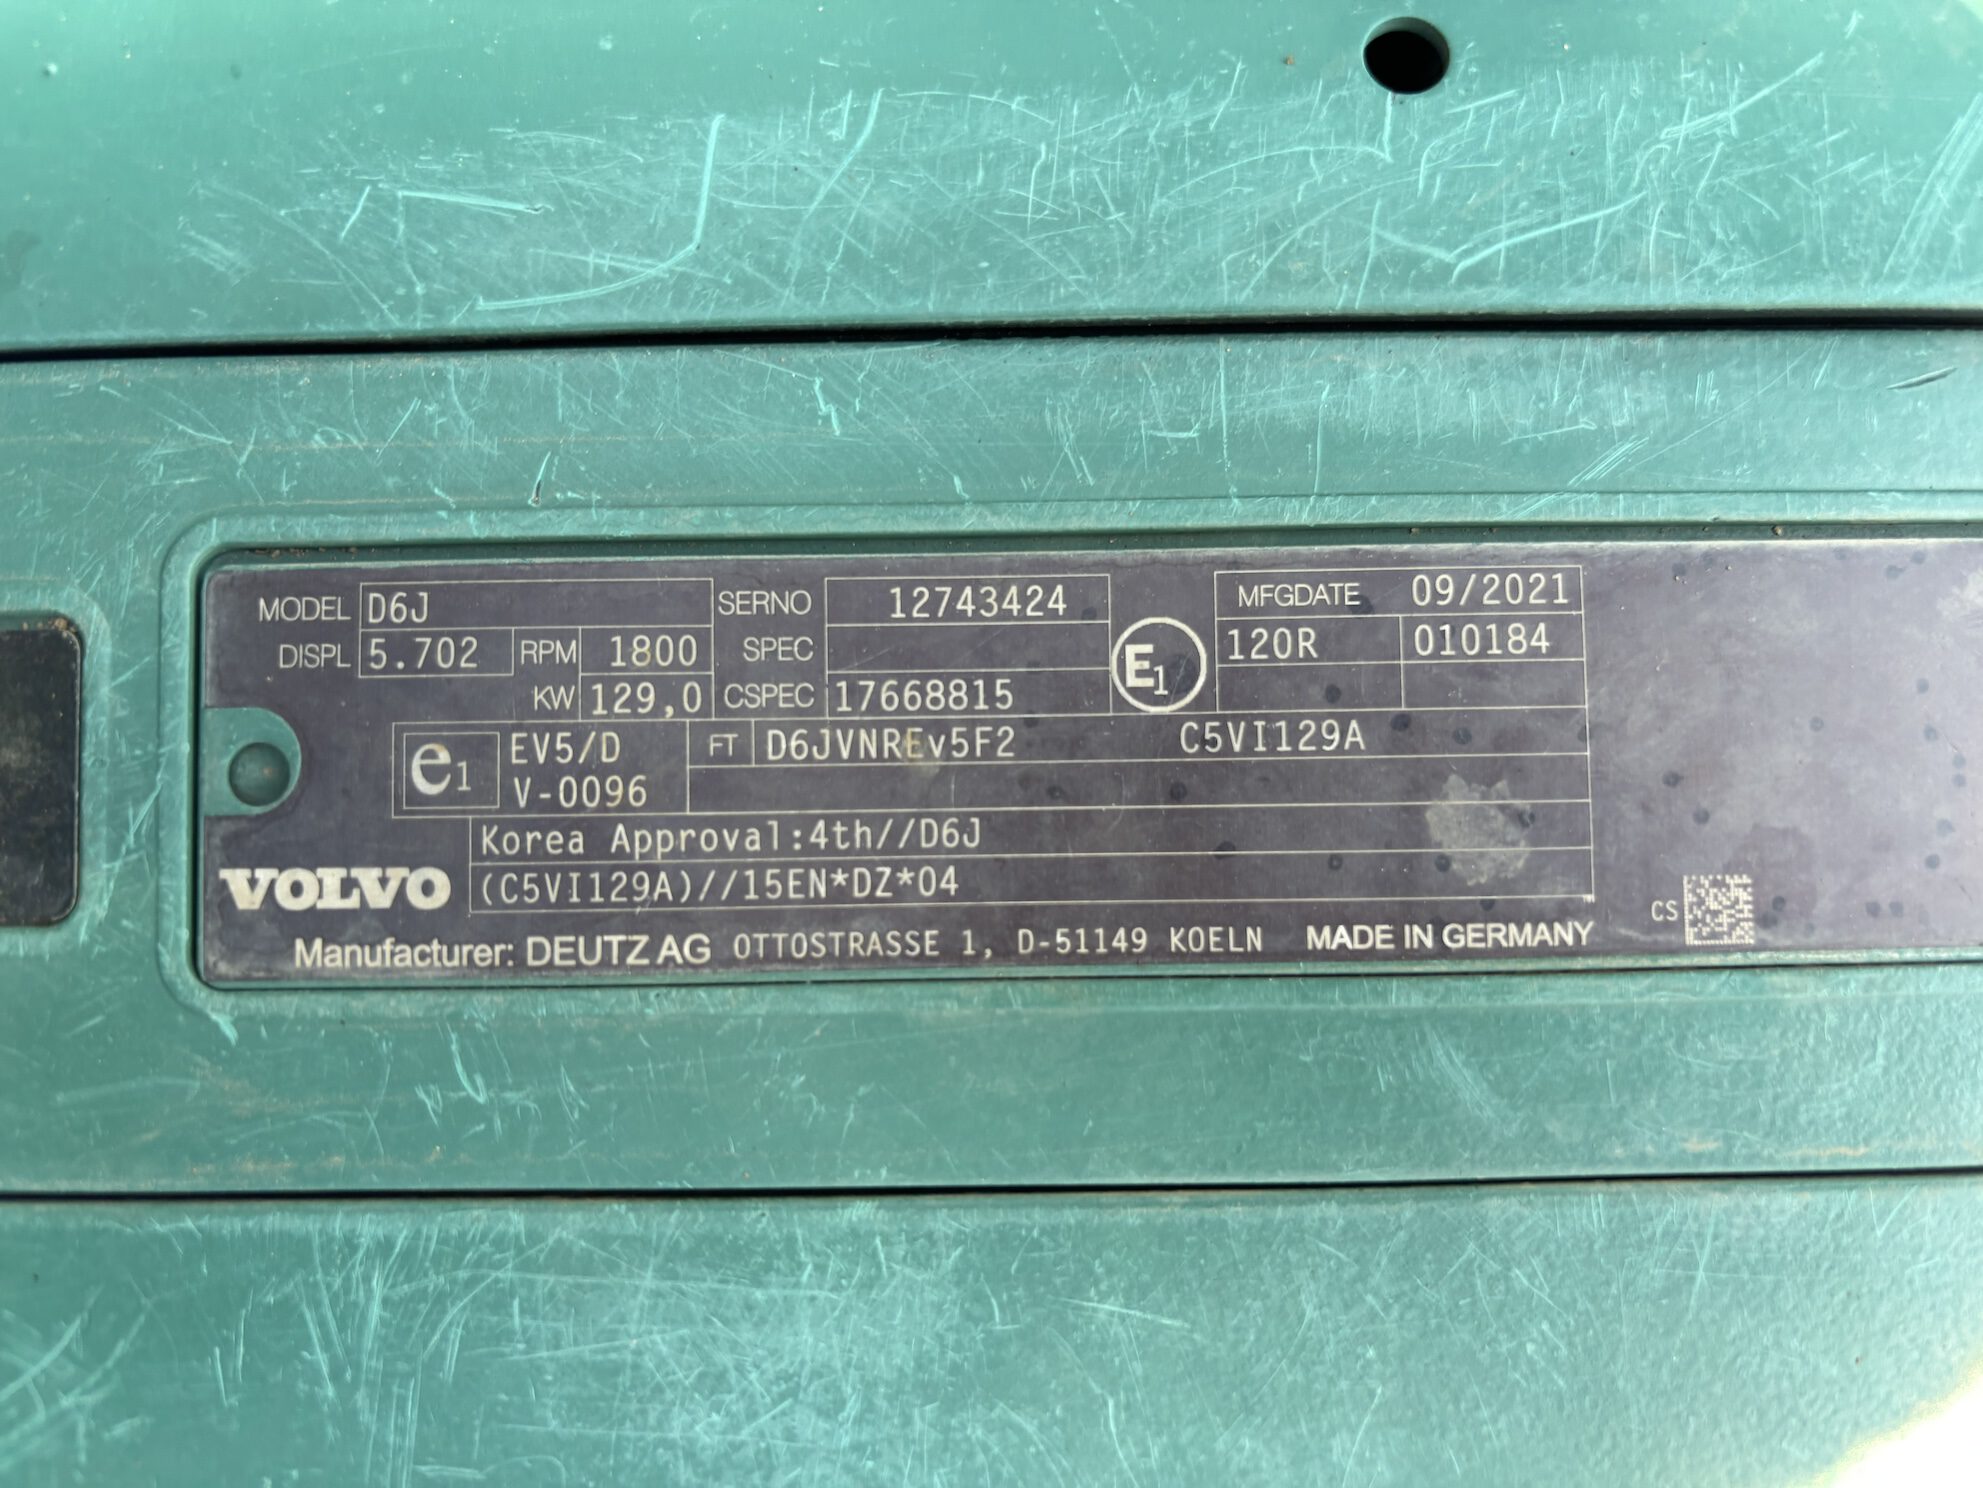 MODEL D6J SERNO 12743424 MFGDATE 09/2021
DISPL 5.702 RPM 1800 SPEC E1 120R 010184
KW 129,0 CSPEC 17668815
e1 EV5/D FT D6JVNREv5F2 C5VI129A
V-0096
Korea Approval:4th//D6J
VOLVO (C5VI129A)//15EN*DZ*04
CS
Manufacturer: DEUTZ AG OTTOSTRASSE 1, D-51149 KOELN MADE IN GERMANY